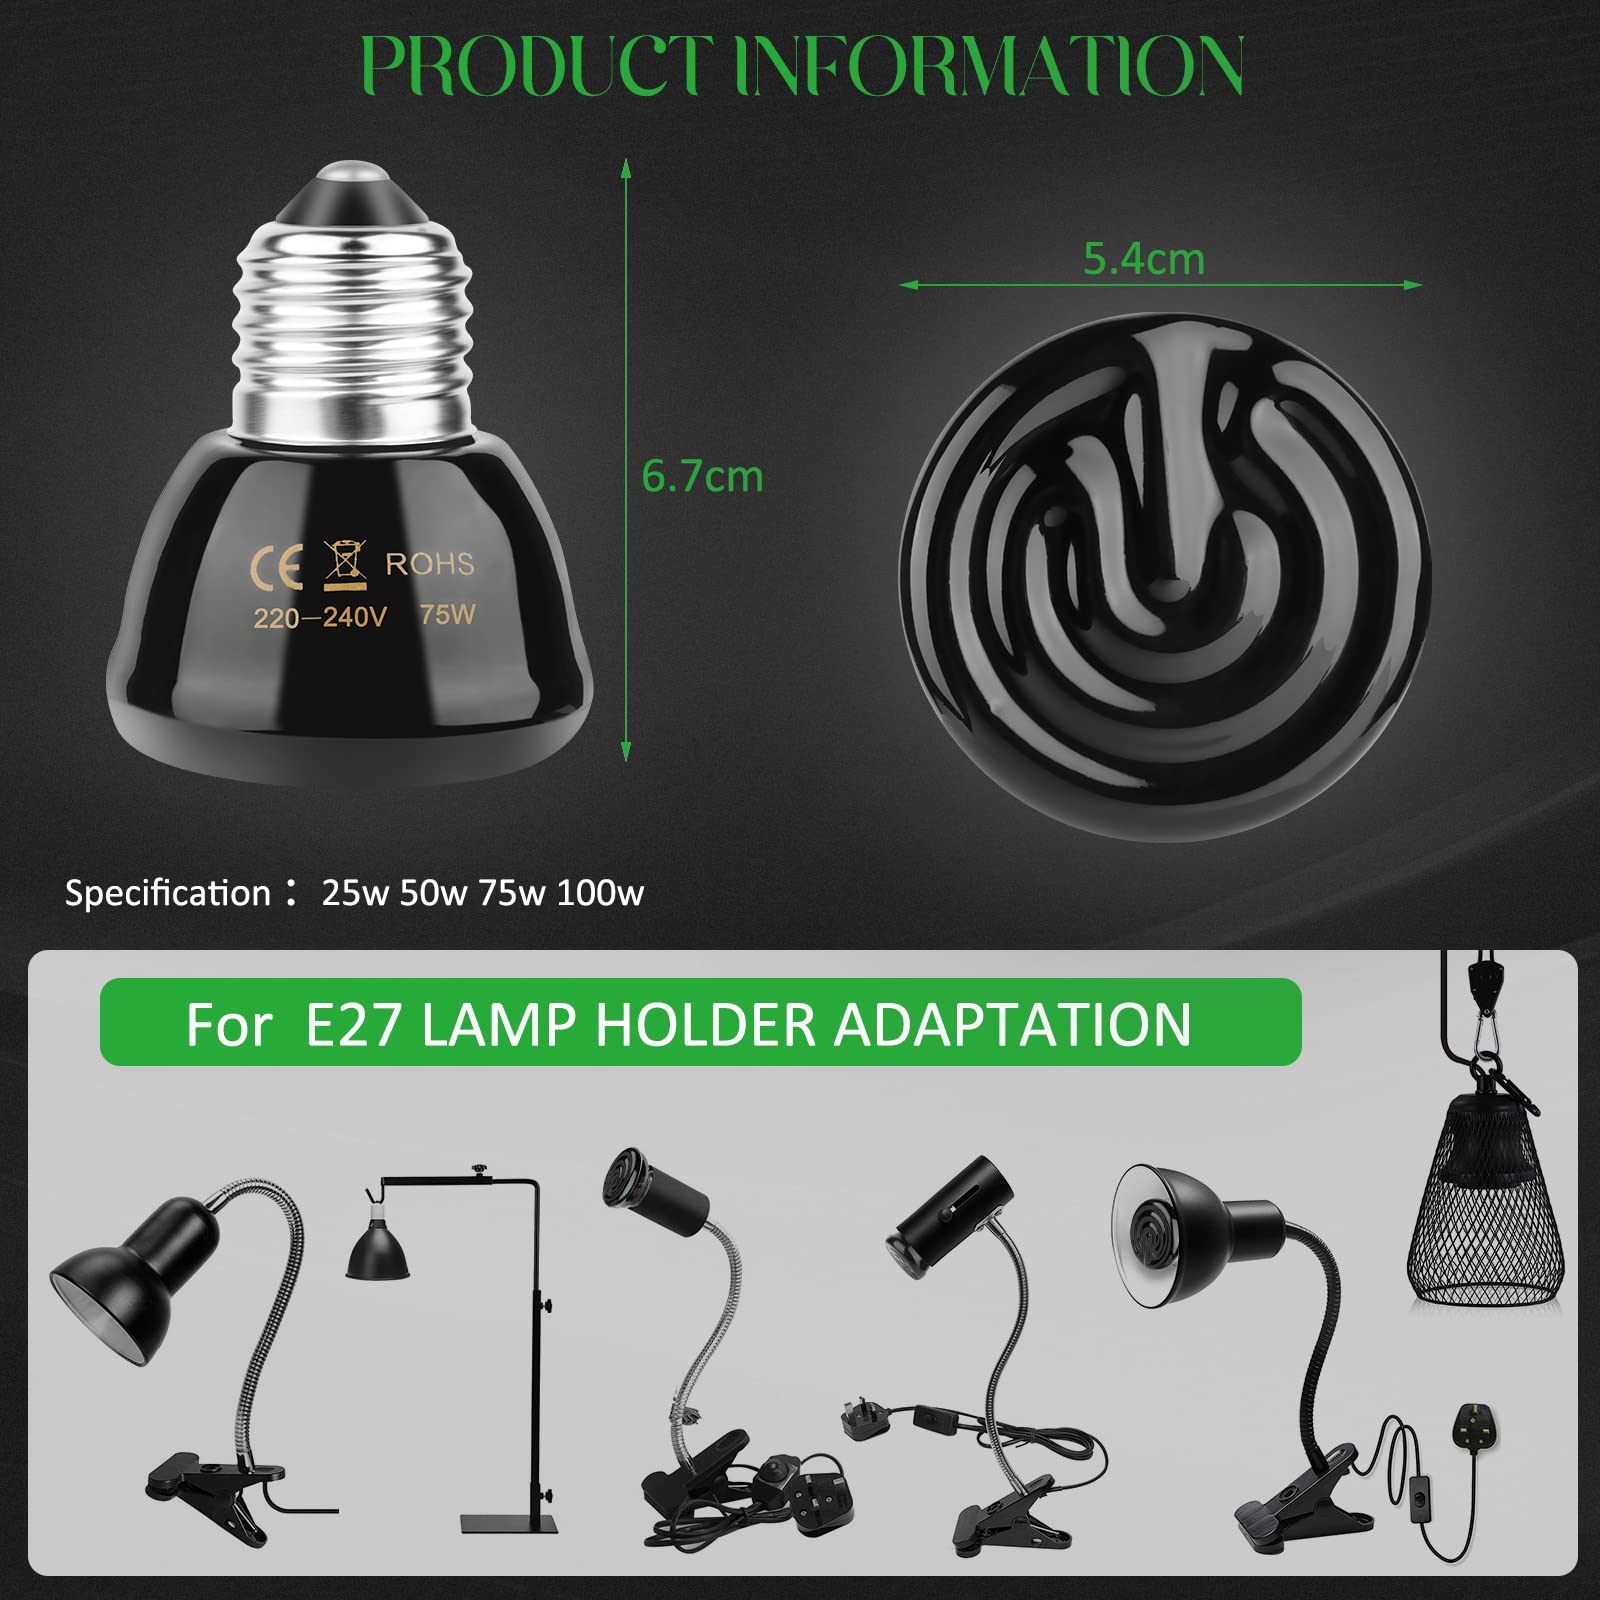 PRODUCT INFORMATION
5.4cm
6.7cm
CE ROHS
220-240V 75W
Specification： 25w 50w 75w 100w
For E27 LAMP HOLDER ADAPTATION